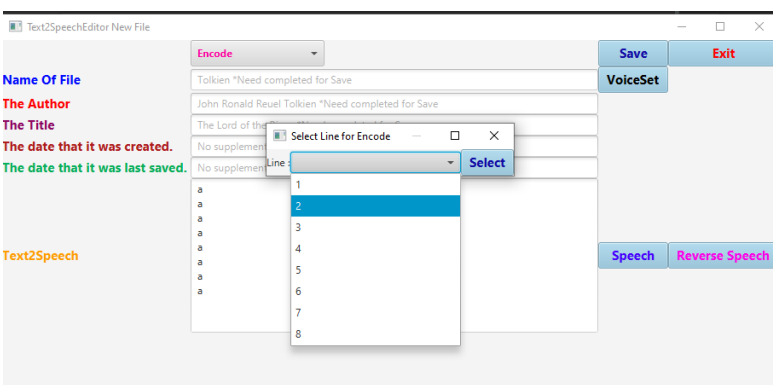 Text2SpeechEditor New File
Encode
Save
Exit
Name Of File
Tolkien *Need completed for Save
VoiceSet
The Author
John Ronald Reuel Tolkien *Need completed for Save
The Title
The Lord of the
Select Line for Encode
The date that it was created.
No supplement
Line :
Select
The date that it was last saved.
No supplement
1
2
3
4
5
6
7
8
a
a
a
a
a
a
a
a
Text2Speech
Speech
Reverse Speech